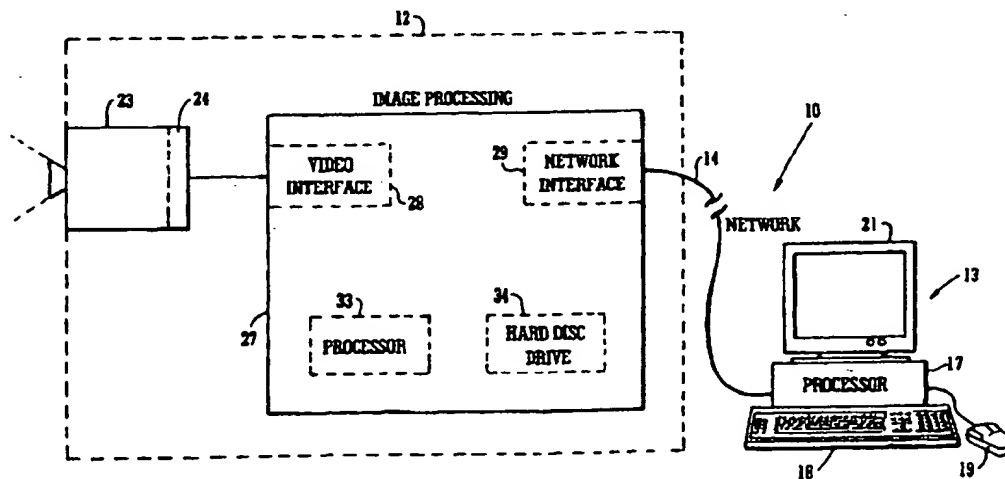 12
23
24
IMAGE PROCESSING
10
VIDEO
INTERFACE
28
29
NETWORK
INTERFACE
14
NETWORK
21
13
33
PROCESSOR
34
HARD DISC
DRIVE
27
PROCESSOR
17
18
19